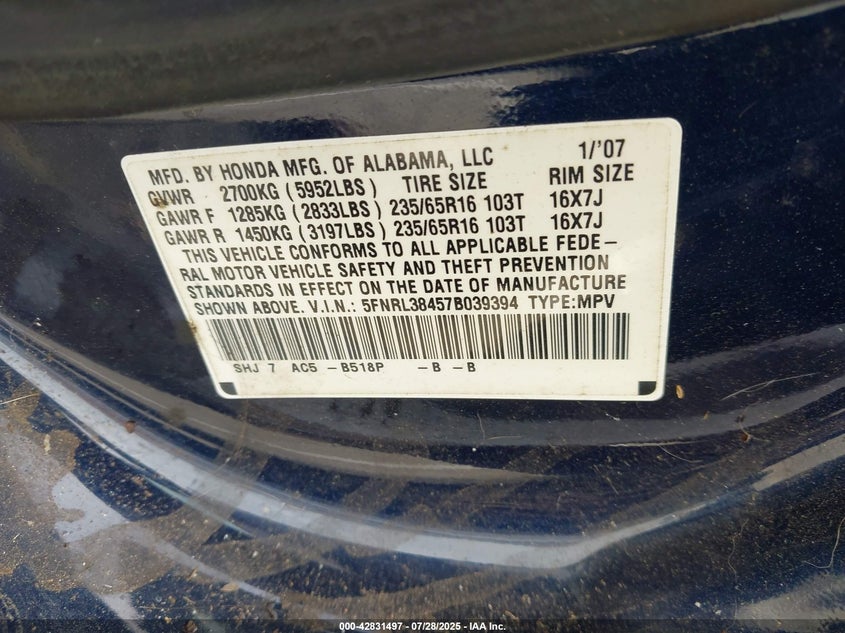 MFD. BY HONDA MFG. OF ALABAMA, LLC 1/'07
GVWR 2700KG (5952LBS) TIRE SIZE RIM SIZE
GAWR F 1285KG (2833LBS) 235/65R16 103T 16X7J
GAWR R 1450KG (3197LBS) 235/65R16 103T 16X7J
THIS VEHICLE CONFORMS TO ALL APPLICABLE FEDE-
RAL MOTOR VEHICLE SAFETY AND THEFT PREVENTION
STANDARDS IN EFFECT ON THE DATE OF MANUFACTURE
SHOWN ABOVE. V.I.N.: 5FNRL38457B039394 TYPE:MPV
SHJ 7 AC5 -B518P -B -B
000-42831497 | 07/28/2025 - IAA Inc.